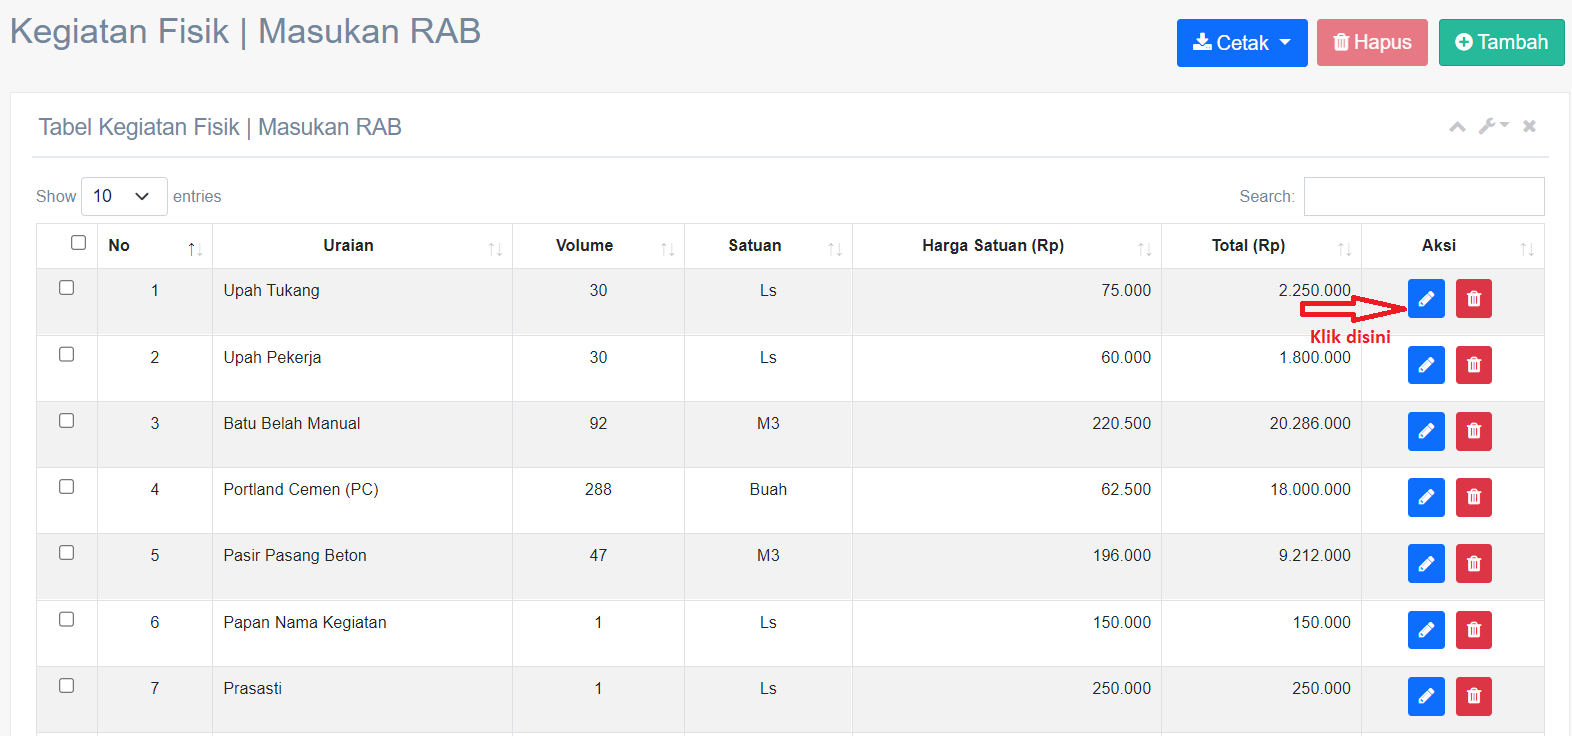 Kegiatan Fisik | Masukan RAB
Cetak Hapus Tambah
Tabel Kegiatan Fisik | Masukan RAB
Show 10 entries Search:
No Uraian Volume Satuan Harga Satuan (Rp) Total (Rp) Aksi
1 Upah Tukang 30 Ls 75.000 2.250.000
Klik disini
2 Upah Pekerja 30 Ls 60.000 1.800.000
3 Batu Belah Manual 92 M3 220.500 20.286.000
4 Portland Cemen (PC) 288 Buah 62.500 18.000.000
5 Pasir Pasang Beton 47 M3 196.000 9.212.000
6 Papan Nama Kegiatan 1 Ls 150.000 150.000
7 Prasasti 1 Ls 250.000 250.000